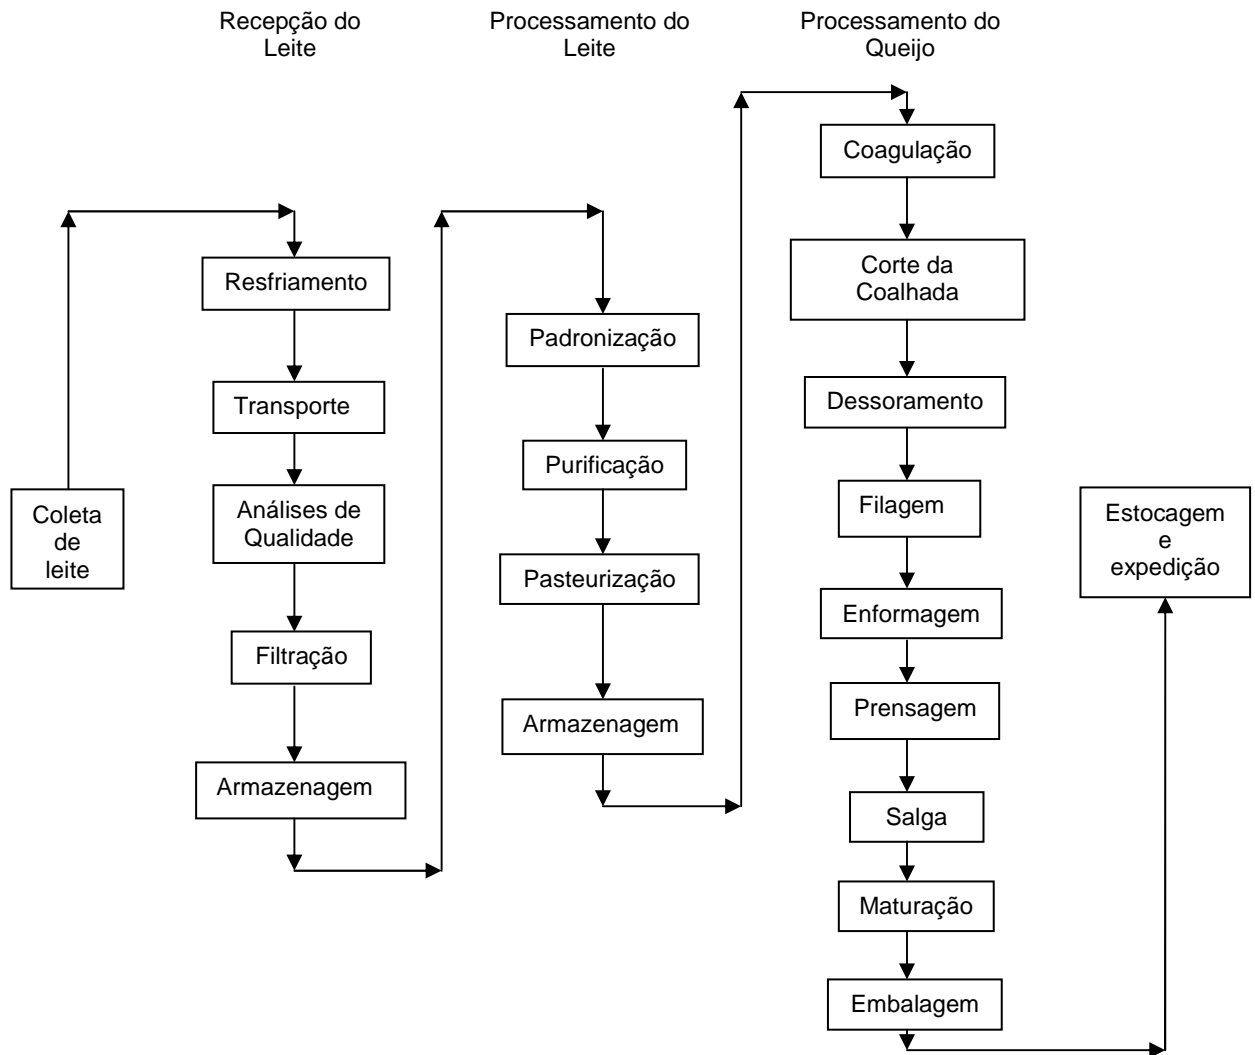 Recepção do
Leite
Processamento do
Leite
Processamento do
Queijo
Coleta
de
leite
Resfriamento
Transporte
Análises de
Qualidade
Filtração
Armazenagem
Padronização
Purificação
Pasteurização
Armazenagem
Coagulação
Corte da
Coalhada
Dessoramento
Filagem
Enformagem
Prensagem
Salga
Maturação
Embalagem
Estocagem
e
expedição